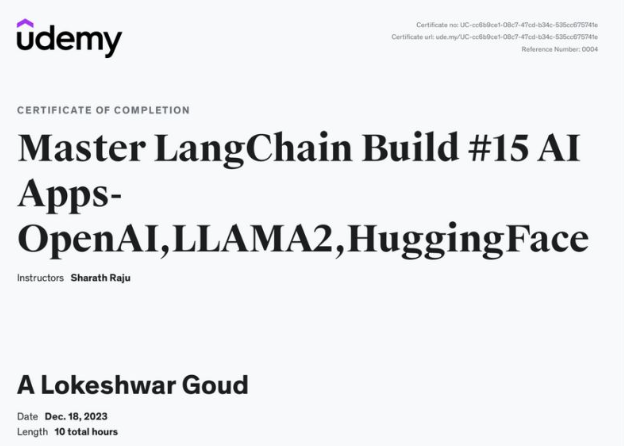 udemy
Certificate no: UC-cc6b9ce1-08c7-47cd-b34c-535cc675741e
Certificate url: ude.my/UC-cc6b9ce1-08c7-47cd-b34c-535cc675741e
Reference Number: 0004
CERTIFICATE OF COMPLETION
Master LangChain Build #15 AI
Apps-
OpenAI,LLAMA2,HuggingFace
Instructors Sharath Raju
A Lokeshwar Goud
Date Dec. 18, 2023
Length 10 total hours